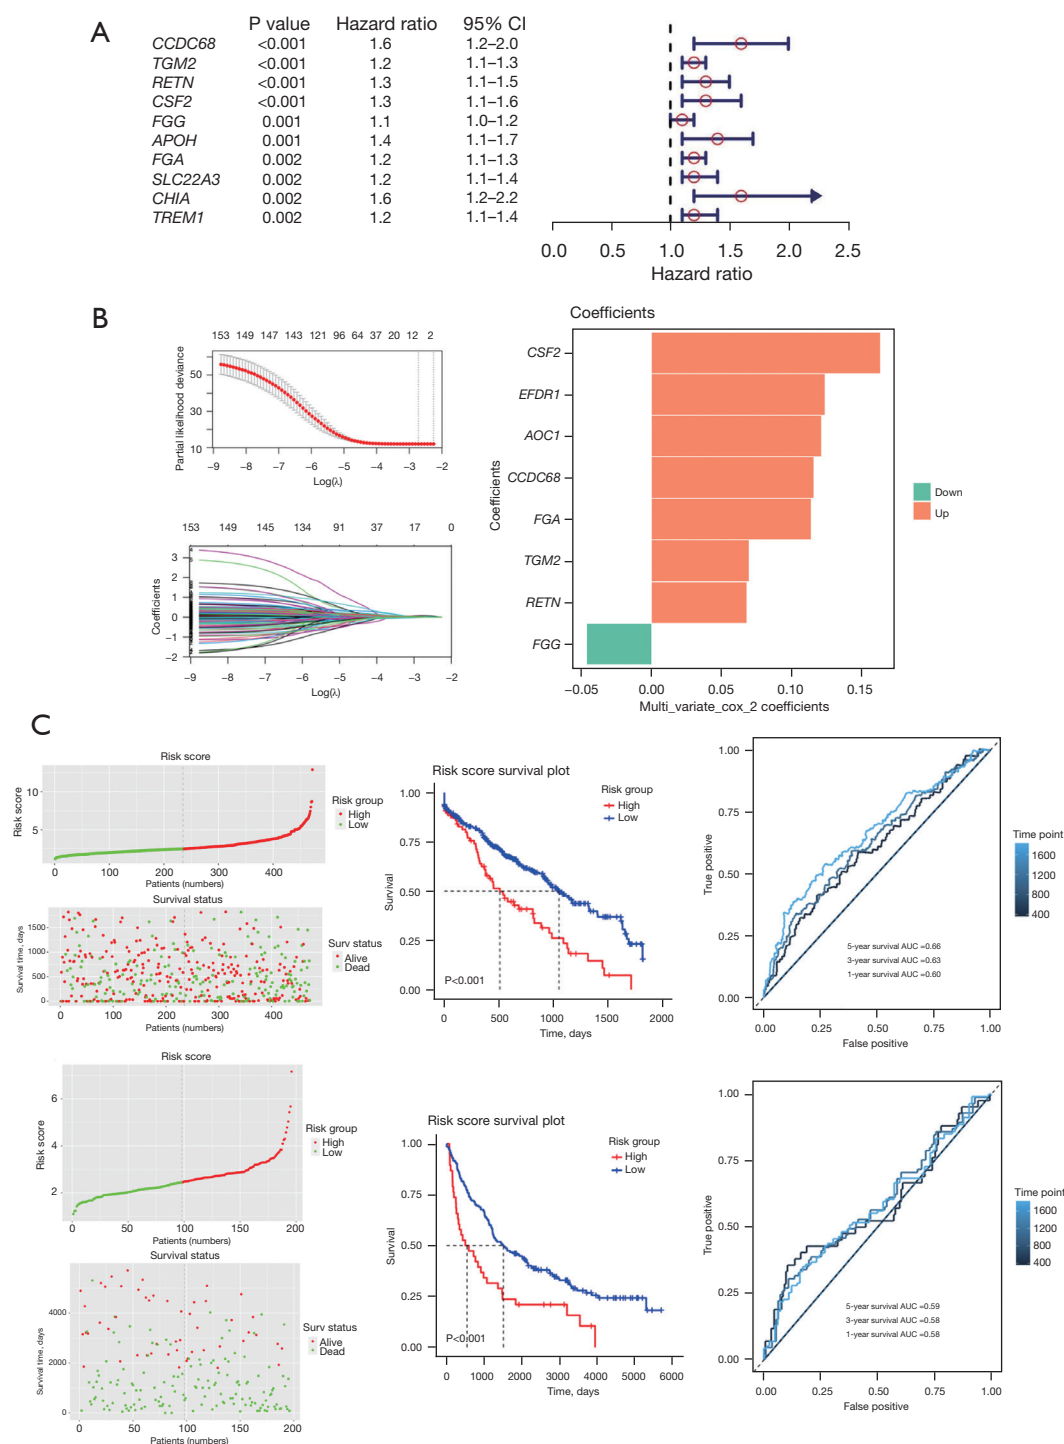 A
P value Hazard ratio 95% CI
CCDC68 <0.001 1.6 1.2–2.0
TGM2 <0.001 1.2 1.1–1.3
RETN <0.001 1.3 1.1–1.5
CSF2 <0.001 1.3 1.1–1.6
FGG 0.001 1.1 1.0–1.2
APOH 0.001 1.4 1.1–1.7
FGA 0.002 1.2 1.1–1.3
SLC22A3 0.002 1.2 1.1–1.4
CHIA 0.002 1.6 1.2–2.2
TREM1 0.002 1.2 1.1–1.4
0.0 0.5 1.0 1.5 2.0 2.5
Hazard ratio
B
153 149 147 143 121 96 64 37 20 12 2
Partial likelihood deviance
50
30
10
−9 −8 −7 −6 −5 −4 −3 −2
Log(λ)
153 149 145 134 91 37 17 0
Coefficients
3
2
1
0
−1
−2
−9 −8 −7 −6 −5 −4 −3 −2
Log(λ)
Coefficients
Coefficients
CSF2
EFDR1
AOC1
CCDC68
FGA
TGM2
RETN
FGG
−0.05 0.00 0.05 0.10 0.15
Multi_variate_cox_2 coefficients
Down
Up
C
Risk score
Risk score
10
5
0 100 200 300 400
Patients (numbers)
Risk group
High
Low
Survival status
Survival time, days
1500
1000
500
0
0 100 200 300 400
Patients (numbers)
Surv status
Alive
Dead
Risk score survival plot
Survival
1.00
0.75
0.50
0.25
0.00
P<0.001
0 500 1000 1500 2000
Time, days
Risk group
High
Low
True positive
1.00
0.75
0.50
0.25
0.00
5-year survival AUC =0.66
3-year survival AUC =0.63
1-year survival AUC =0.60
0.00 0.25 0.50 0.75 1.00
False positive
Time point
1600
1200
800
400
Risk score
Risk score
6
4
2
0 50 100 150 200
Patients (numbers)
Risk group
High
Low
Survival status
Survival time, days
4000
2000
0
0 50 100 150 200
Patients (numbers)
Surv status
Alive
Dead
Risk score survival plot
Survival
1.00
0.75
0.50
0.25
0.00
P<0.001
0 1000 2000 3000 4000 5000 6000
Time, days
Risk group
High
Low
True positive
1.00
0.75
0.50
0.25
0.00
5-year survival AUC =0.59
3-year survival AUC =0.58
1-year survival AUC =0.58
0.00 0.25 0.50 0.75 1.00
False positive
Time point
1600
1200
800
400